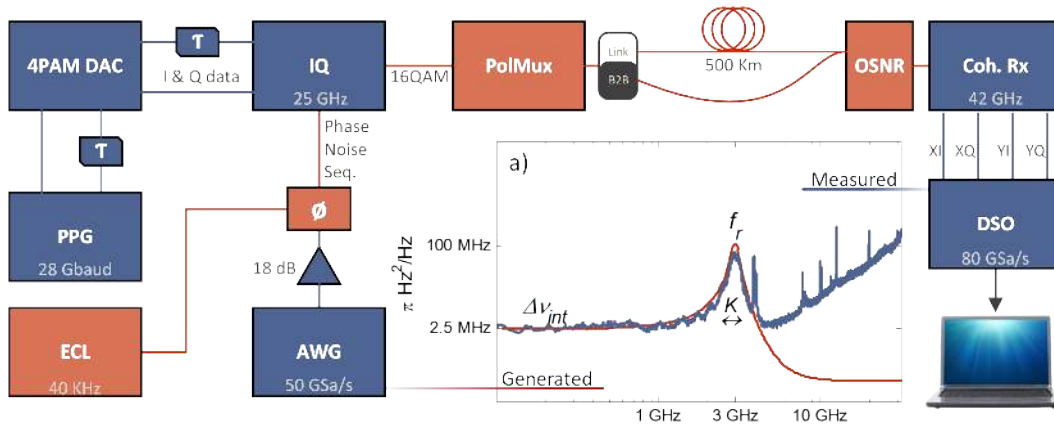 4PAM DAC
T
I & Q data
IQ
25 GHz
16QAM
PolMux
Link
B2B
500 Km
OSNR
Coh. Rx
42 GHz
T
Phase
Noise
Seq.
XI
XQ
YI
YQ
PPG
28 Gbaud
Ø
18 dB
ECL
40 KHz
AWG
50 GSa/s
Generated
a)
Measured
π Hz²/Hz
100 MHz
2.5 MHz
Δν_int
f_r
K
1 GHz
3 GHz
10 GHz
DSO
80 GSa/s